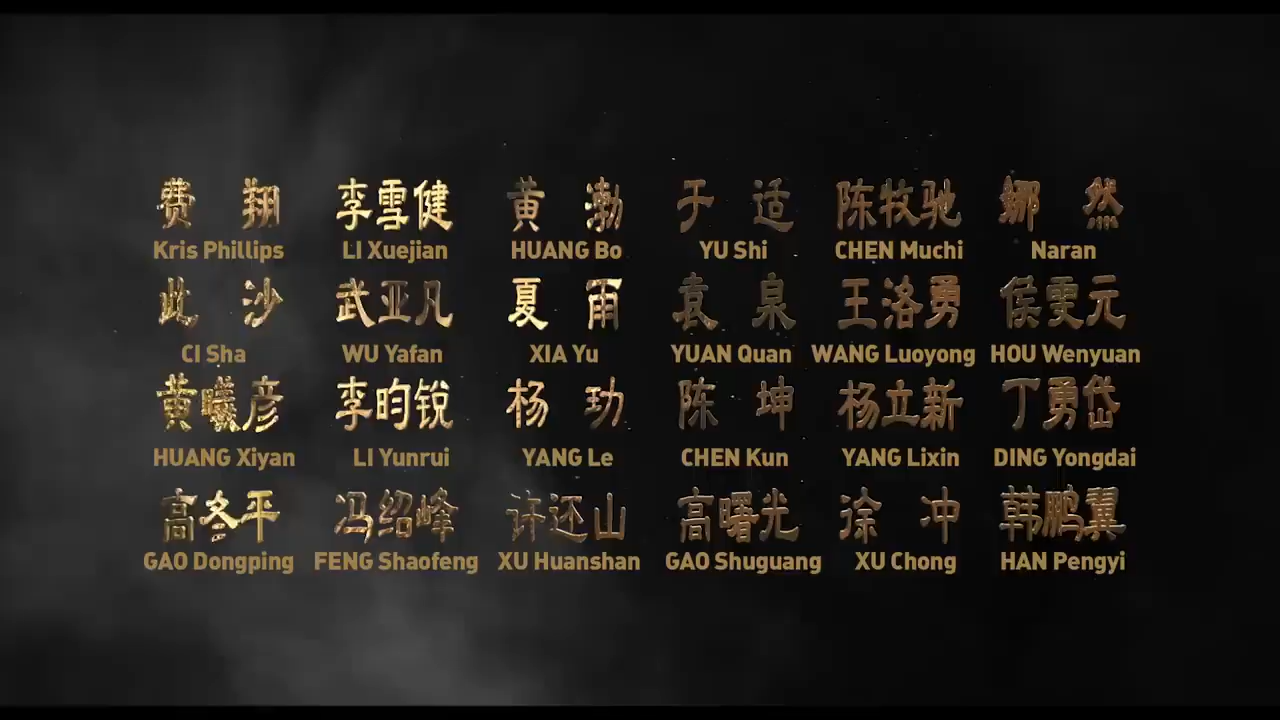 费翔 李雪健 黄渤 于适 陈牧驰 娜然
Kris Phillips LI Xuejian HUANG Bo YU Shi CHEN Muchi Naran
此沙 武亚凡 夏雨 袁泉 王洛勇 侯雯元
CI Sha WU Yafan XIA Yu YUAN Quan WANG Luoyong HOU Wenyuan
黄曦彦 李昀锐 杨玏 陈坤 杨立新 丁勇岱
HUANG Xiyan LI Yunrui YANG Le CHEN Kun YANG Lixin DING Yongdai
高冬平 冯绍峰 许还山 高曙光 徐冲 韩鹏翼
GAO Dongping FENG Shaofeng XU Huanshan GAO Shuguang XU Chong HAN Pengyi